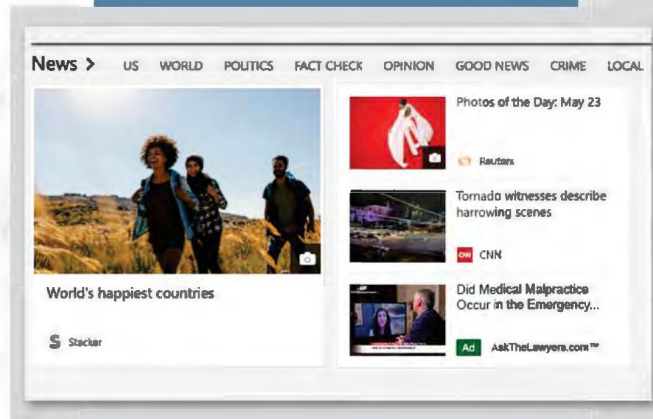 News >
US WORLD POLITICS FACT CHECK OPINION GOOD NEWS CRIME LOCAL
World's happiest countries
S Stacker
Photos of the Day: May 23
Reuters
Tornado witnesses describe
harrowing scenes
CNN CNN
Did Medical Malpractice
Occur in the Emergency...
Ad AskTheLawyers.com™